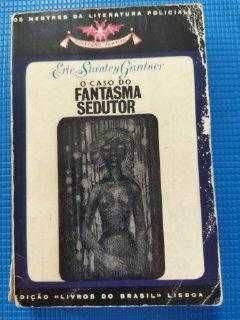 OS MESTRES DA LITERATURA POLICIAL
Erle Stanley Gardner
O CASO DO
FANTASMA
SEDUTOR
EDIÇÃO «LIVROS DO BRASIL» LISBOA